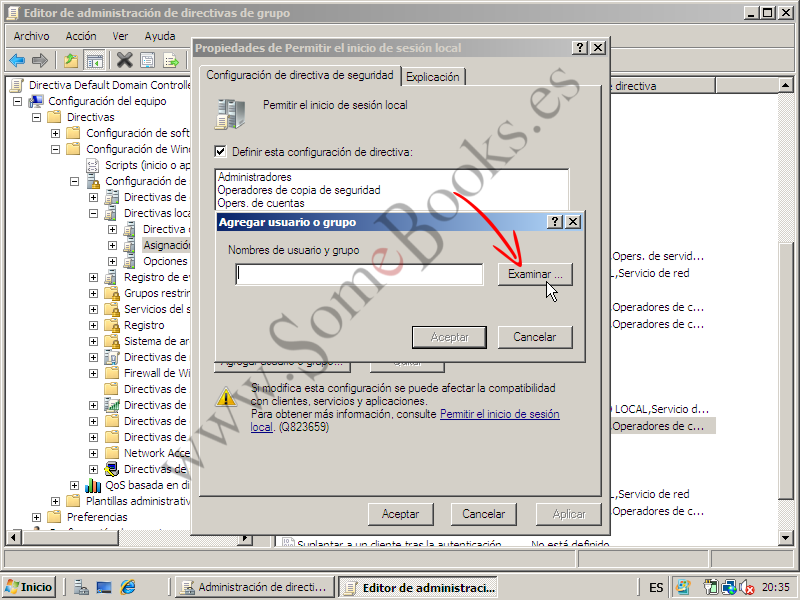 Editor de administración de directivas de grupo
Archivo Acción Ver Ayuda
Directiva Default Domain Controlle
Configuración del equipo
Directivas
Configuración de soft
Configuración de Wind
Scripts (inicio o ap
Configuración de
Directivas de
Directivas loca
Directiva
Asignación
Opciones
Registro de ev
Grupos restrin
Servicios del s
Registro
Sistema de ar
Directivas de
Firewall de Wi
Directivas de
Directivas de
Directivas de
Directivas de
Network Acce
Directivas de
QoS basada en di
Plantillas administrativ
Preferencias
Propiedades de Permitir el inicio de sesión local
Configuración de directiva de seguridad Explicación
Permitir el inicio de sesión local
Definir esta configuración de directiva:
Administradores
Operadores de copia de seguridad
Opers. de cuentas
Agregar usuario o grupo
Nombres de usuario y grupo
Examinar ...
Aceptar Cancelar
Agregar usuario o grupo...
Si modifica esta configuración se puede afectar la compatibilidad
con clientes, servicios y aplicaciones.
Para obtener más información, consulte Permitir el inicio de sesión
local. (Q823659)
Aceptar Cancelar Aplicar
directiva
Opers. de servid...
,Servicio de red
Operadores de c...
Operadores de c...
LOCAL,Servicio d...
Operadores de c...
,Servicio de red
Operadores de c...
Suplantar a un cliente tras la autenticación No está definido
www.SomeBooks.es
Inicio
Administración de directi...
Editor de administraci...
ES
20:35